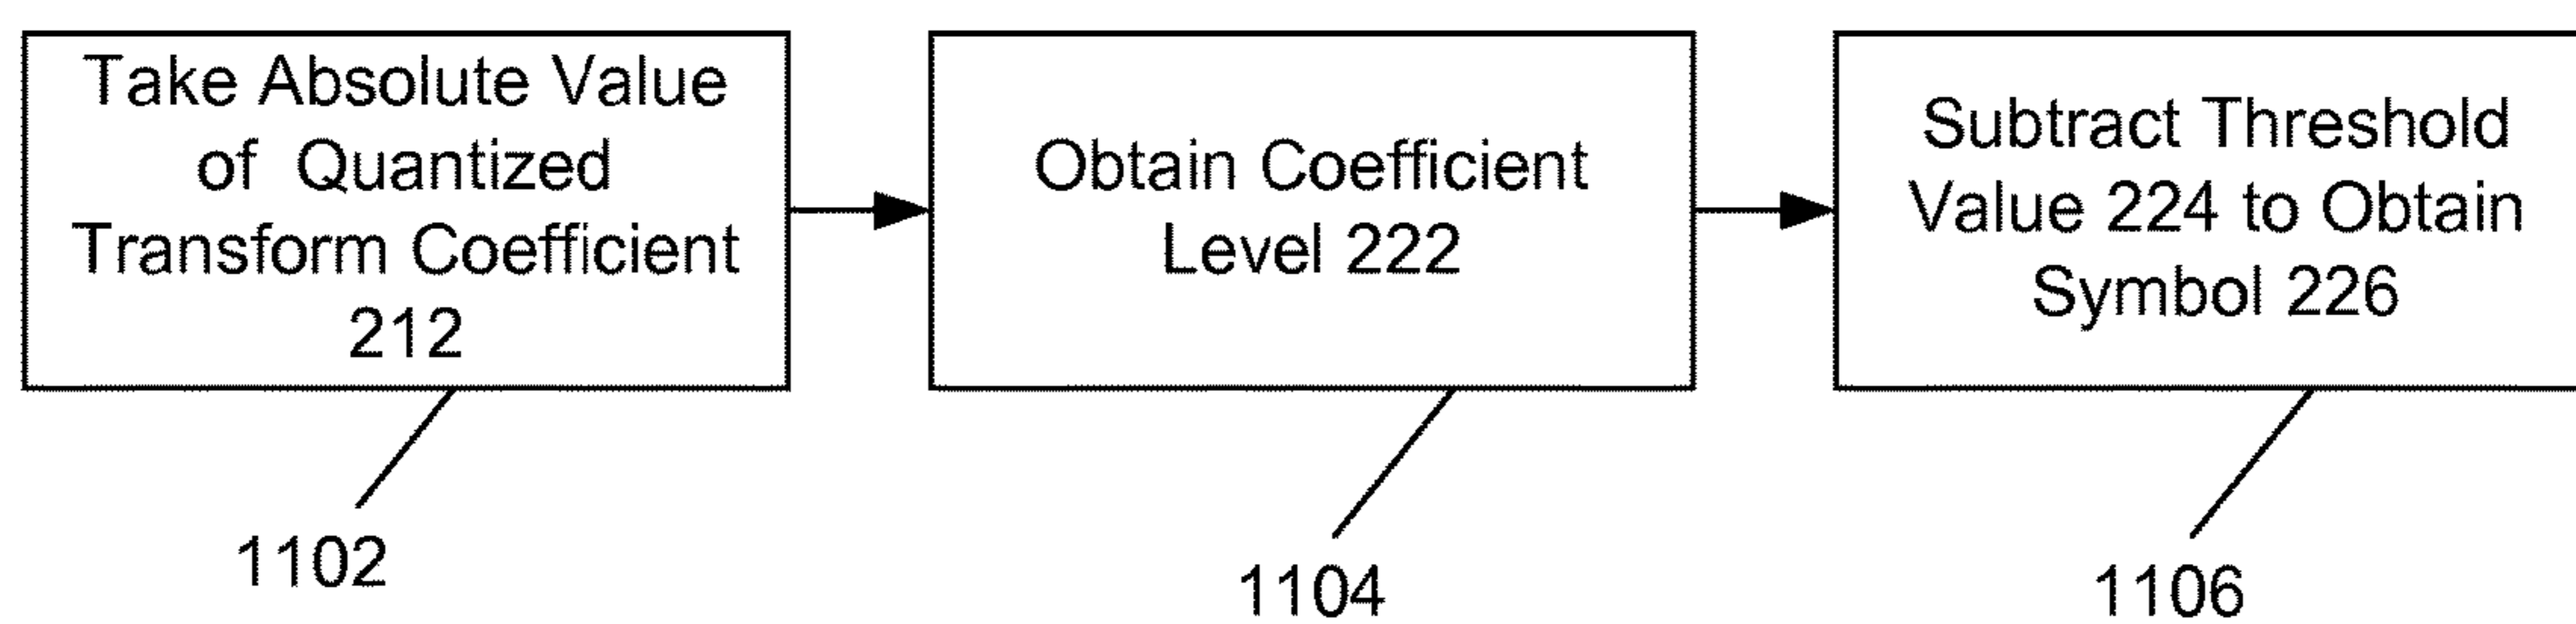 Take Absolute Value
of Quantized
Transform Coefficient
212
Obtain Coefficient
Level 222
Subtract Threshold
Value 224 to Obtain
Symbol 226
1102
1104
1106